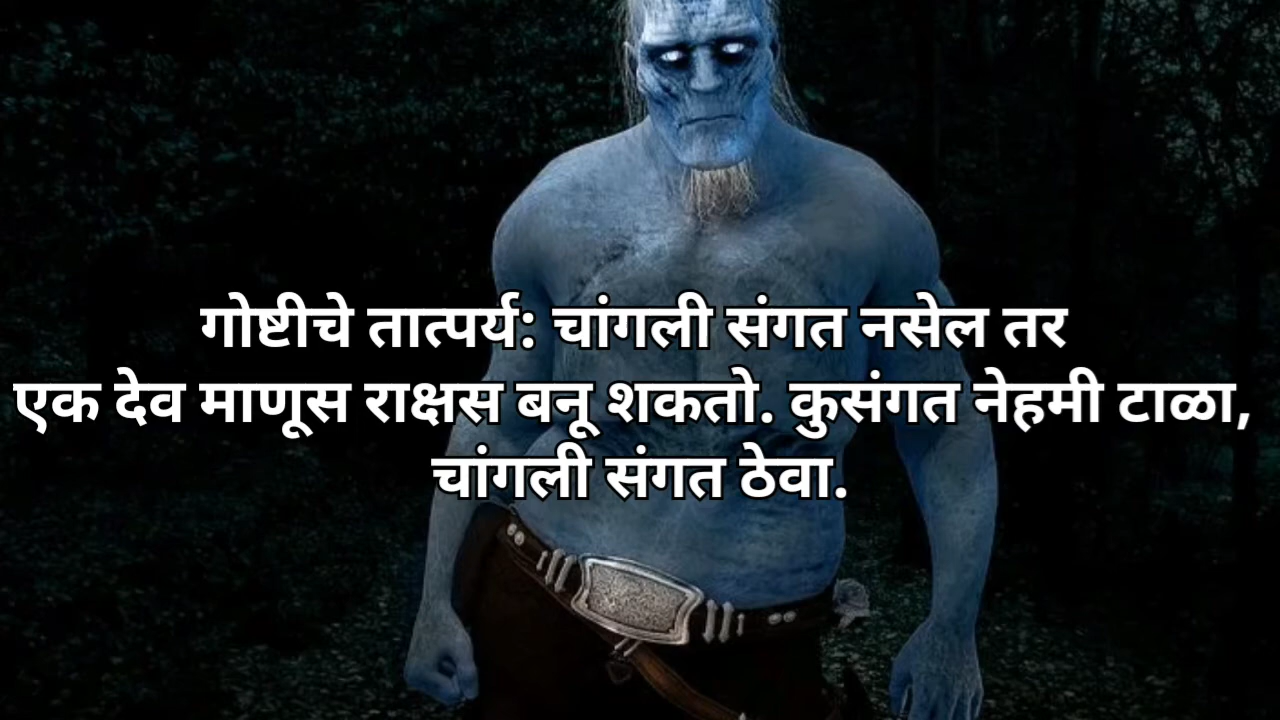 गोष्टीचे तात्पर्य: चांगली संगत नसेल तर
एक देव माणूस राक्षस बनू शकतो. कुसंगत नेहमी टाळा,
चांगली संगत ठेवा.